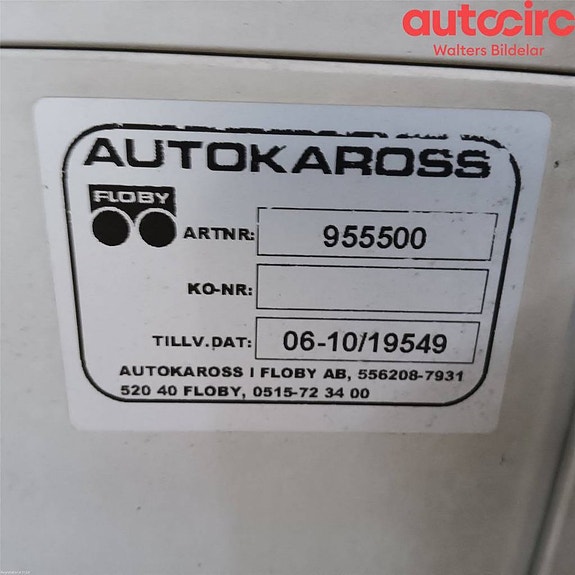 autocirc
Walters Bildelar
AUTOKAROSS
FLOBY
ARTNR: 955500
KO-NR:
TILLV.DAT: 06-10/19549
AUTOKAROSS I FLOBY AB, 556208-7931
520 40 FLOBY, 0515-72 34 00